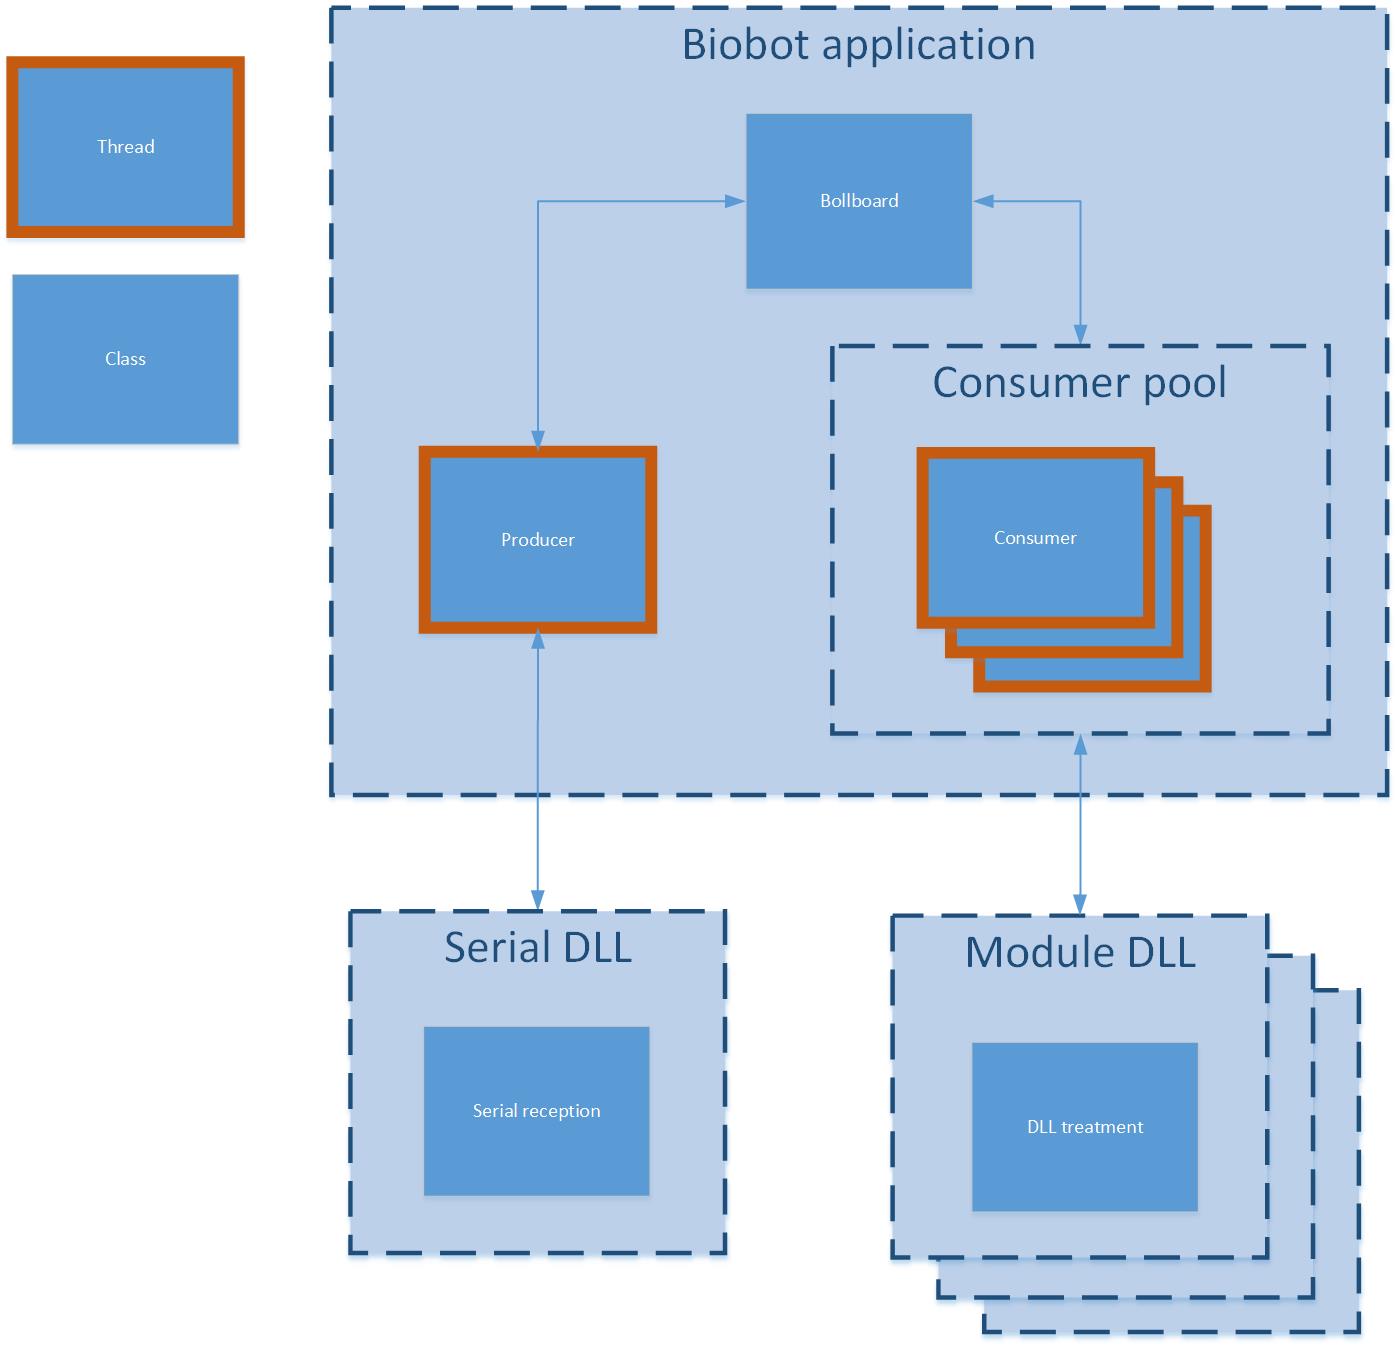 Biobot application
Thread
Bollboard
Class
Consumer pool
Producer
Consumer
Serial DLL
Module DLL
Serial reception
DLL treatment